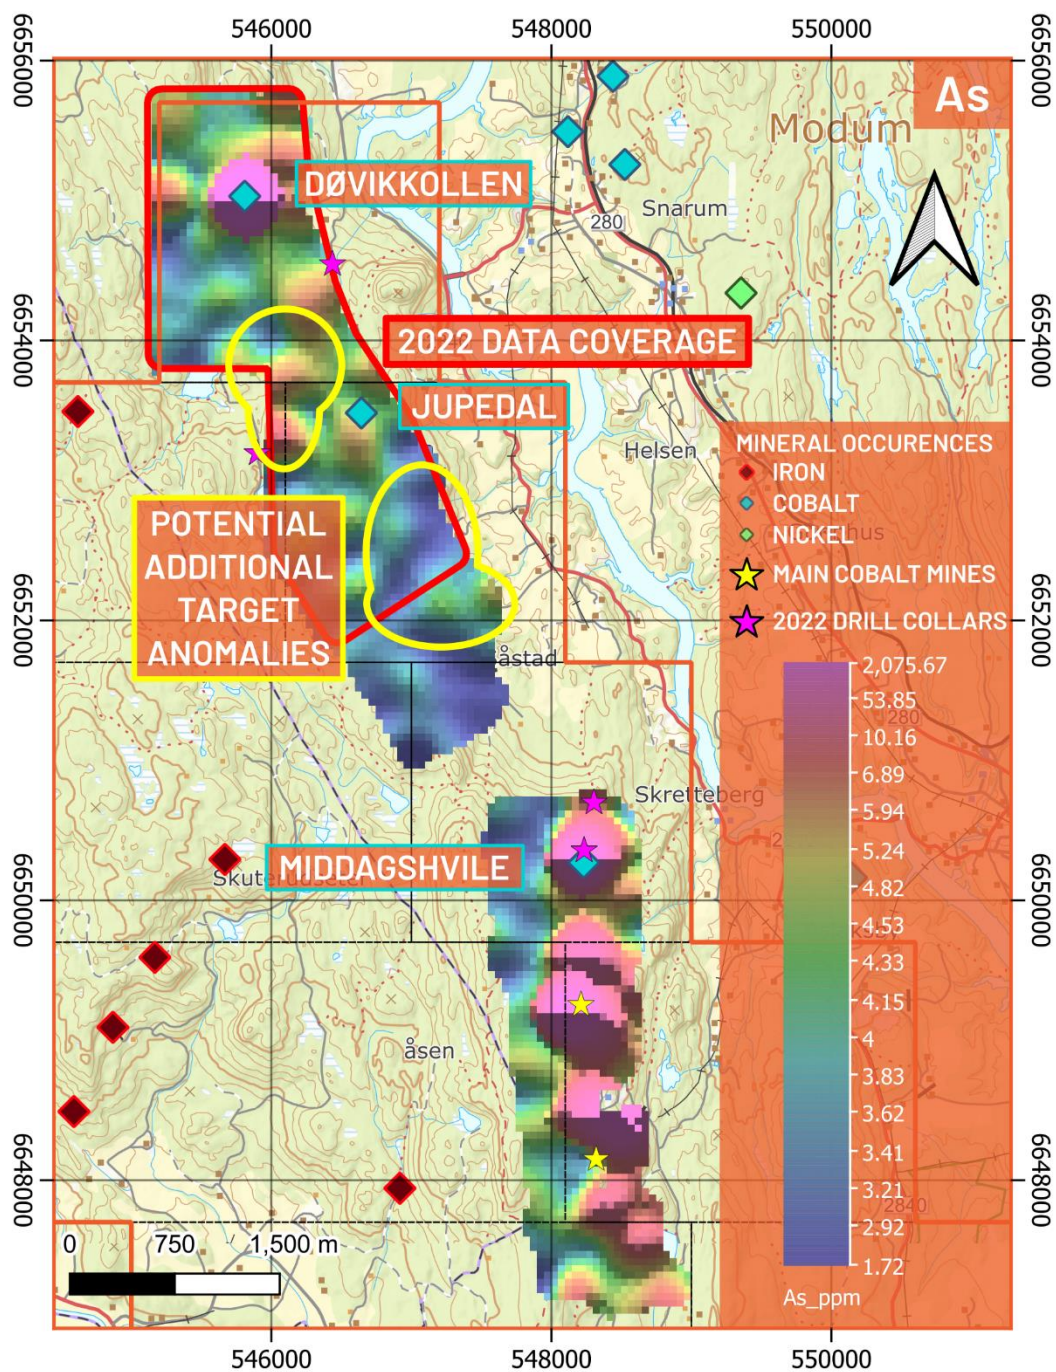 546000 548000 550000
6656000 6656000
As
Modum
DØVIKKOLLEN
Snarum
280
6654000 6654000
2022 DATA COVERAGE
JUPEDAL
Helsen
MINERAL OCCURENCES
IRON
COBALT
NICKEL
MAIN COBALT MINES
2022 DRILL COLLARS
POTENTIAL
ADDITIONAL
TARGET
ANOMALIES
6652000 6652000
åstad
2,075.67
53.85
280
10.16
6.89
5.94
5.24
4.82
4.53
4.33
4.15
4
3.83
3.62
3.41
3.21
2.92
1.72
As_ppm
Skretteberg
MIDDAGSHVILE
6650000 6650000
åsen
6648000 6648000
2840
0 750 1,500 m
546000 548000 550000